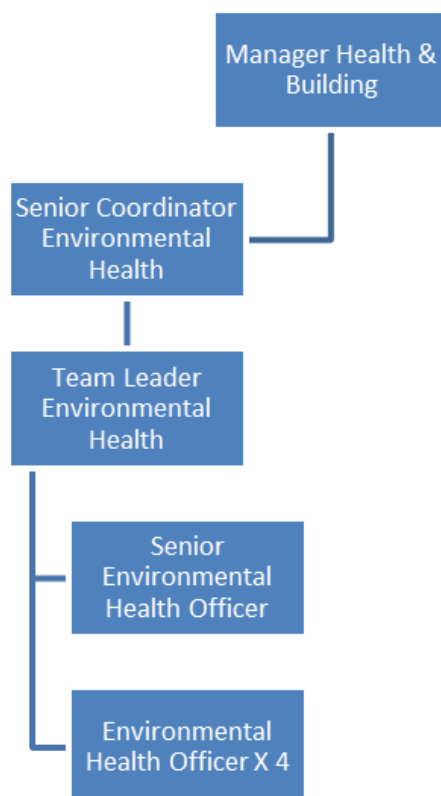 Manager Health &
Building
Senior Coordinator
Environmental
Health
Team Leader
Environmental
Health
Senior
Environmental
Health Officer
Environmental
Health Officer X 4